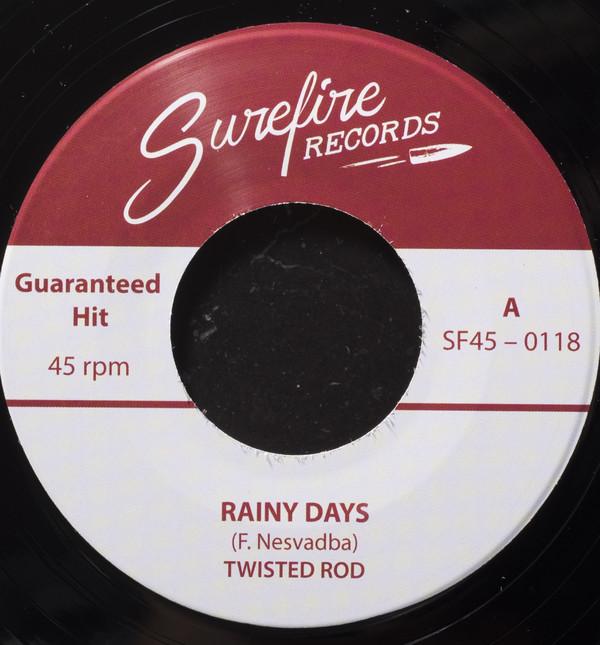 Surefire
RECORDS
Guaranteed
Hit
45 rpm
A
SF45 – 0118
RAINY DAYS
(F. Nesvadba)
TWISTED ROD